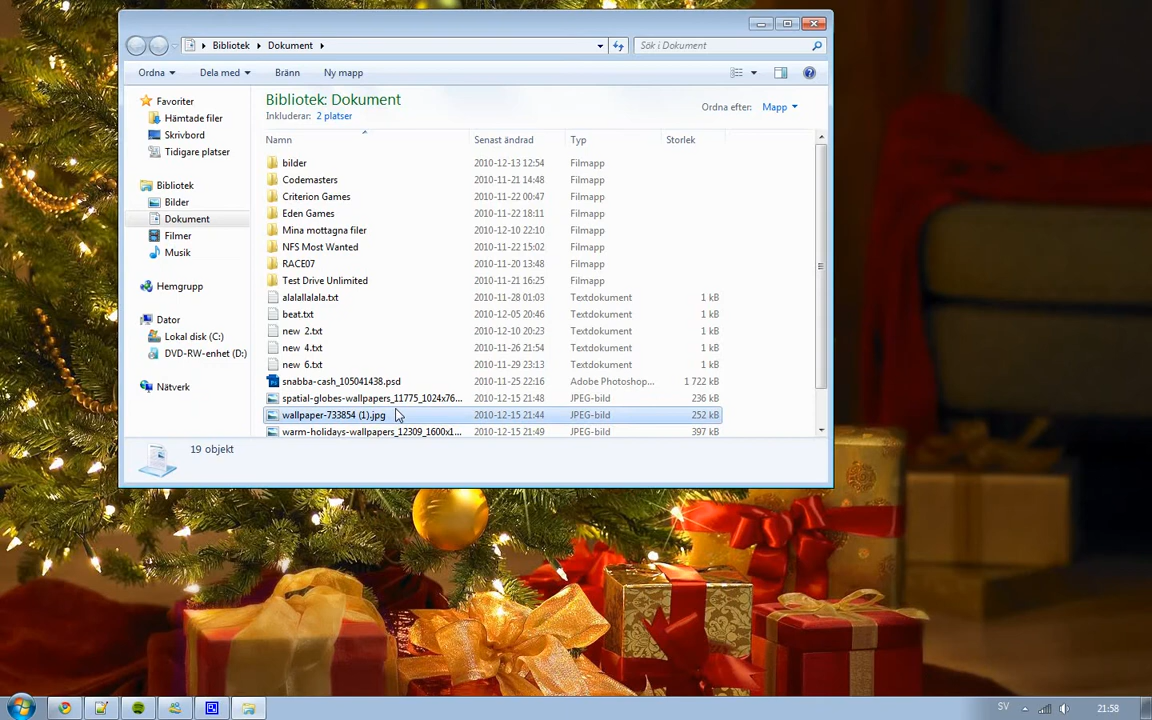 Bibliotek Dokument
Sök i Dokument
Ordna Dela med Bränn Ny mapp
Favoriter
Hämtade filer
Skrivbord
Tidigare platser
Bibliotek
Bilder
Dokument
Filmer
Musik
Hemgrupp
Dator
Lokal disk (C:)
DVD-RW-enhet (D:)
Nätverk
Bibliotek: Dokument
Inkluderar: 2 platser
Ordna efter: Mapp
Namn Senast ändrad Typ Storlek
bilder 2010-12-13 12:54 Filmapp
Codemasters 2010-11-21 14:48 Filmapp
Criterion Games 2010-11-22 00:47 Filmapp
Eden Games 2010-11-22 18:11 Filmapp
Mina mottagna filer 2010-12-10 22:10 Filmapp
NFS Most Wanted 2010-11-22 15:02 Filmapp
RACE07 2010-11-20 13:48 Filmapp
Test Drive Unlimited 2010-11-21 16:25 Filmapp
alalallalala.txt 2010-11-28 01:03 Textdokument 1 kB
beat.txt 2010-12-05 20:46 Textdokument 1 kB
new 2.txt 2010-12-10 20:23 Textdokument 1 kB
new 4.txt 2010-11-26 21:54 Textdokument 1 kB
new 6.txt 2010-11-29 23:13 Textdokument 1 kB
snabba-cash_105041438.psd 2010-11-25 22:16 Adobe Photoshop... 1 722 kB
spatial-globes-wallpapers_11775_1024x76... 2010-12-15 21:48 JPEG-bild 236 kB
wallpaper-733854 (1).jpg 2010-12-15 21:44 JPEG-bild 252 kB
warm-holidays-wallpapers_12309_1600x1... 2010-12-15 21:49 JPEG-bild 397 kB
19 objekt
SV 21:58